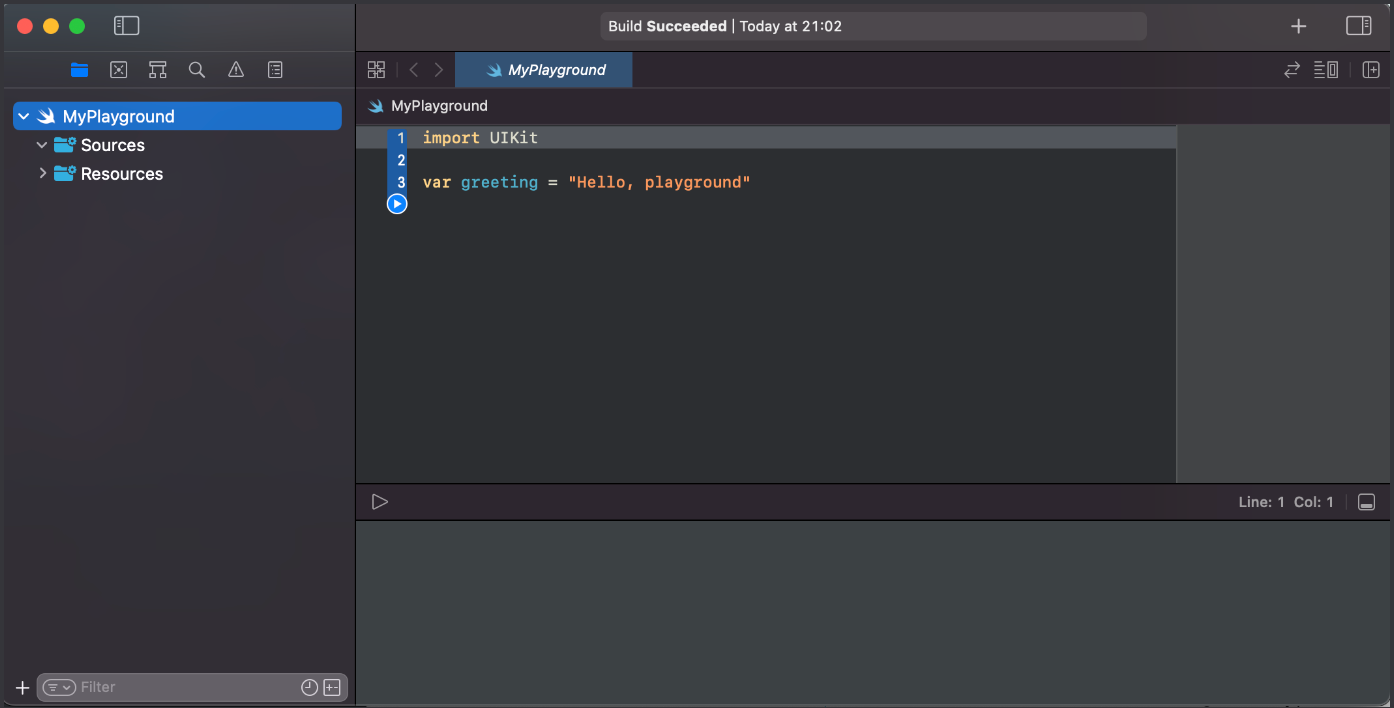 Build Succeeded | Today at 21:02
MyPlayground
MyPlayground
MyPlayground
Sources
Resources
1 import UIKit
2
3 var greeting = "Hello, playground"
Line: 1 Col: 1
Filter